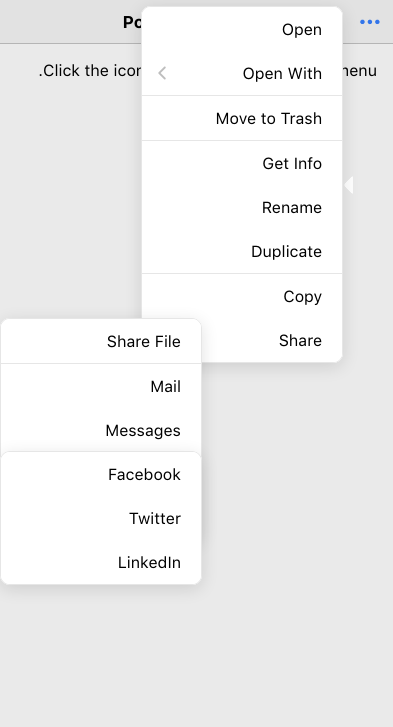 Po
.Click the icon
menu
Open
Open With
Move to Trash
Get Info
Rename
Duplicate
Copy
Share
Share File
Mail
Messages
Facebook
Twitter
LinkedIn